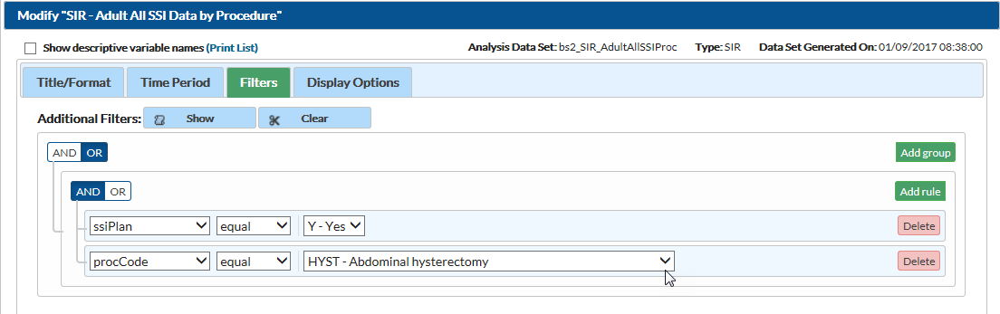 Modify "SIR - Adult All SSI Data by Procedure"
Show descriptive variable names (Print List) Analysis Data Set: bs2_SIR_AdultAllSSIProc Type: SIR Data Set Generated On: 01/09/2017 08:38:00
Title/Format Time Period Filters Display Options
Additional Filters: Show Clear
AND OR Add group
AND OR Add rule
ssiPlan equal Y - Yes Delete
procCode equal HYST - Abdominal hysterectomy Delete